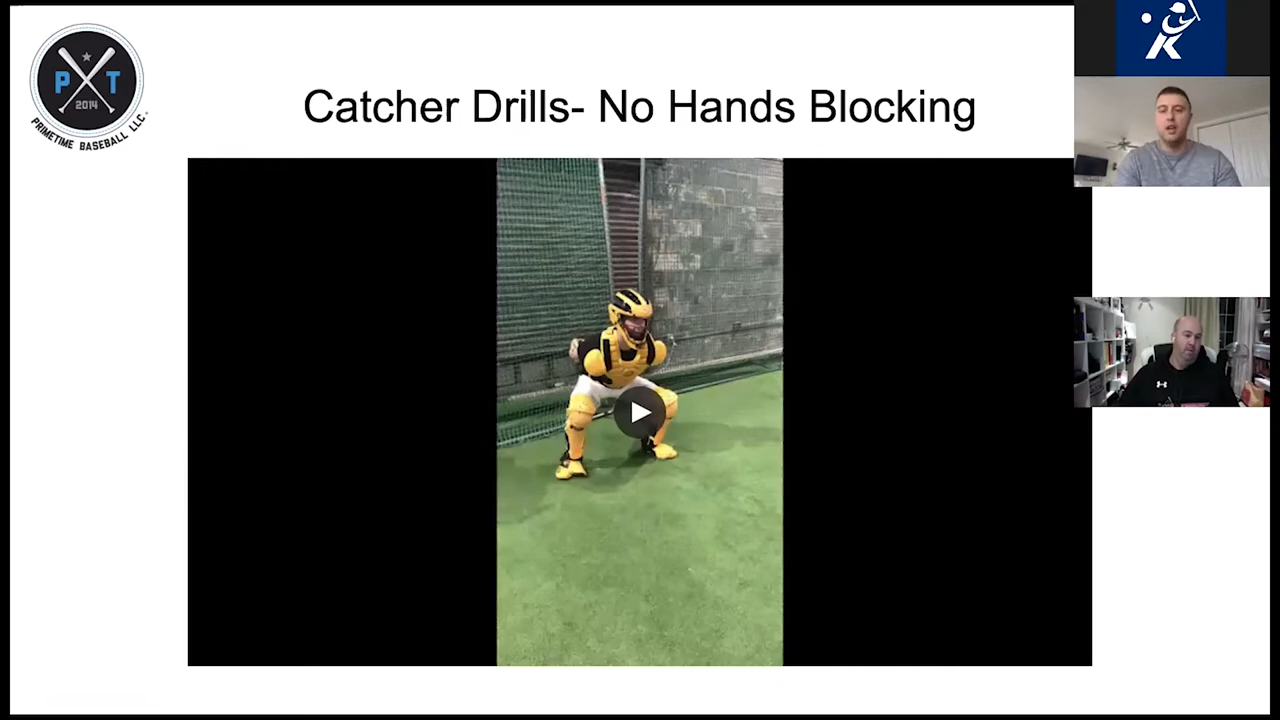 P T
2014
PRIMETIME BASEBALL LLC.
Catcher Drills- No Hands Blocking
K